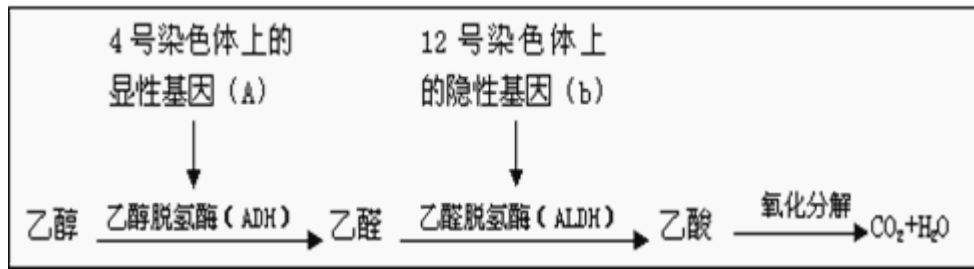 4号染色体上的
显性基因（A）
12号染色体上
的隐性基因（b）
乙醇 乙醇脱氢酶（ADH） 乙醛 乙醛脱氢酶（ALDH） 乙酸 氧化分解 CO₂+H₂O